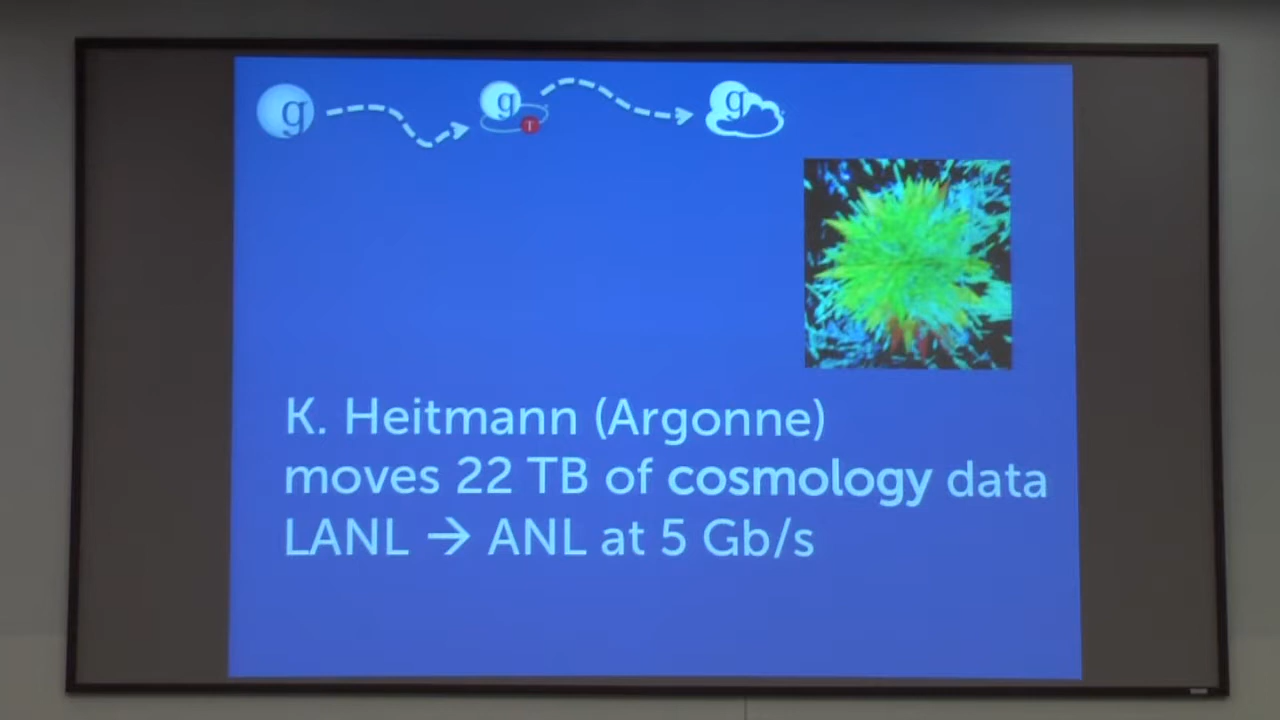 g g T g
K. Heitmann (Argonne)
moves 22 TB of cosmology data
LANL → ANL at 5 Gb/s